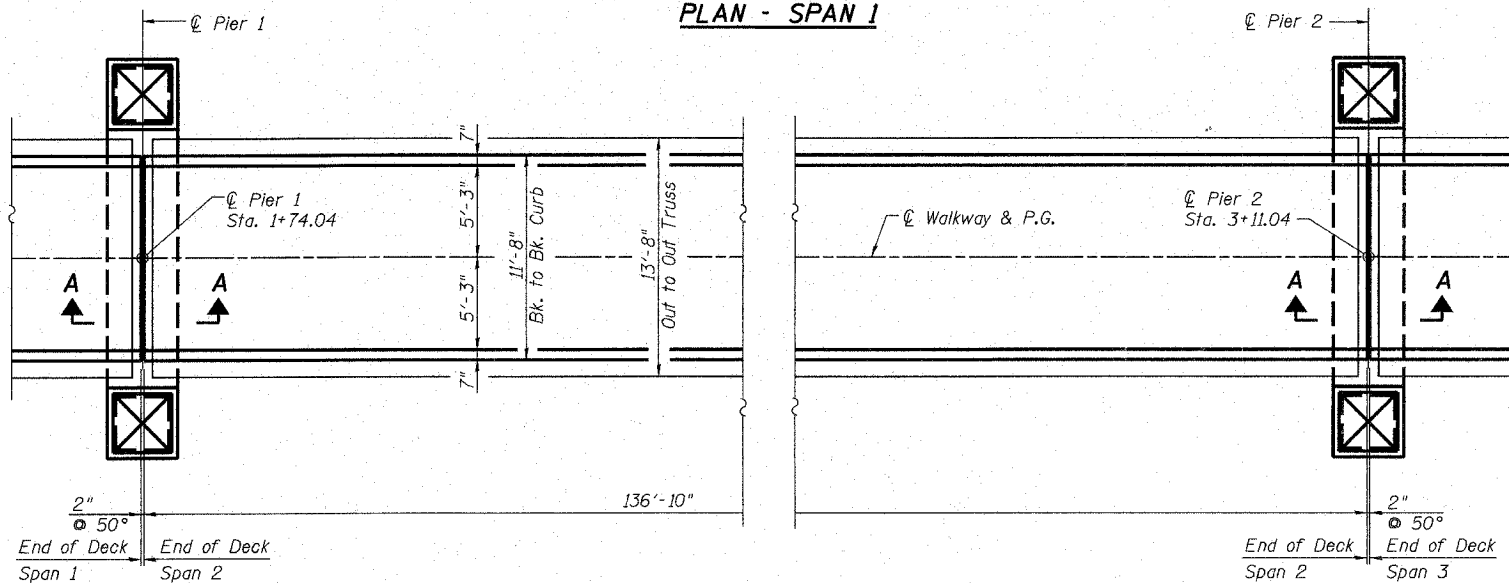 PLAN - SPAN 1
℄ Pier 1
℄ Pier 2
7"
5'-3"
5'-3"
7"
11'-8"
Bk. to Bk. Curb
13'-8"
Out to Out Truss
℄ Pier 1
Sta. 1+74.04
℄ Walkway & P.G.
℄ Pier 2
Sta. 3+11.04
A
A
A
A
2"
@ 50°
136'-10"
2"
@ 50°
End of Deck
Span 1
End of Deck
Span 2
End of Deck
Span 2
End of Deck
Span 3